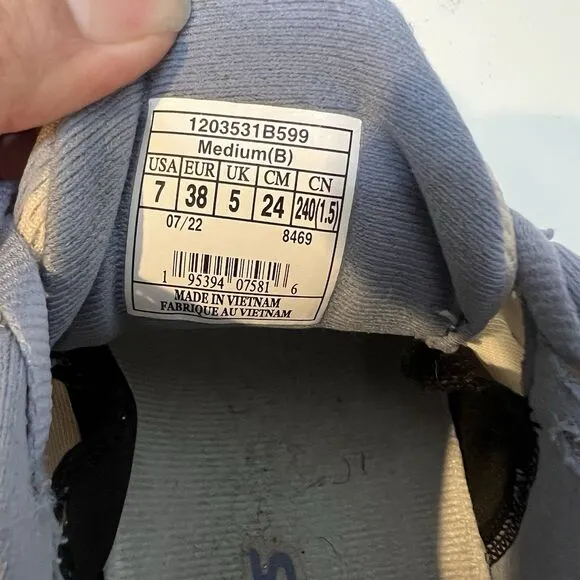 1203531B599
Medium(B)
USA EUR UK CM CN
7 38 5 24 240(1.5)
07/22 8469
1 95394 07581 6
MADE IN VIETNAM
FABRIQUE AU VIETNAM